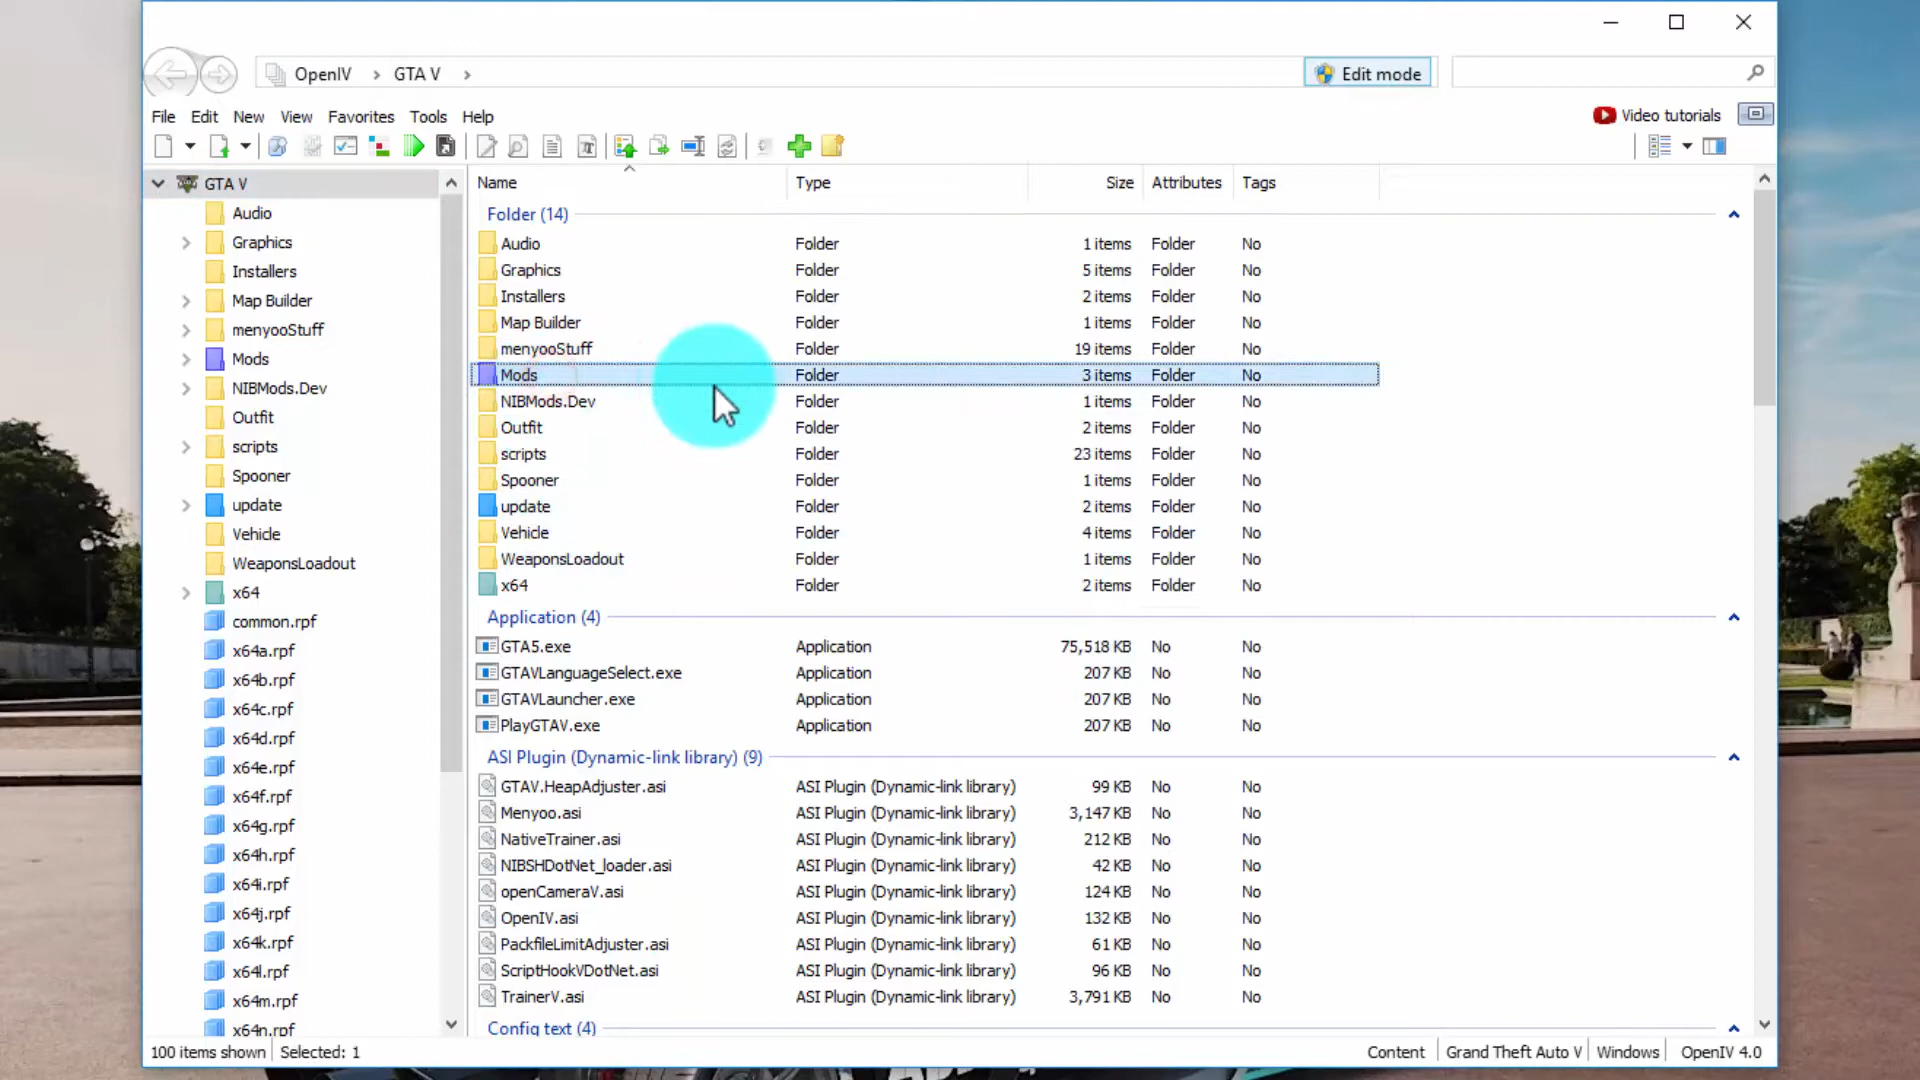 OpenIV > GTA V >
Edit mode
File Edit New View Favorites Tools Help
Video tutorials
GTA V
Audio
Graphics
Installers
Map Builder
menyooStuff
Mods
NIBMods.Dev
Outfit
scripts
Spooner
update
Vehicle
WeaponsLoadout
x64
common.rpf
x64a.rpf
x64b.rpf
x64c.rpf
x64d.rpf
x64e.rpf
x64f.rpf
x64g.rpf
x64h.rpf
x64i.rpf
x64j.rpf
x64k.rpf
x64l.rpf
x64m.rpf
x64n.rpf
Name Type Size Attributes Tags
Folder (14)
Audio Folder 1 items Folder No
Graphics Folder 5 items Folder No
Installers Folder 2 items Folder No
Map Builder Folder 1 items Folder No
menyooStuff Folder 19 items Folder No
Mods Folder 3 items Folder No
NIBMods.Dev Folder 1 items Folder No
Outfit Folder 2 items Folder No
scripts Folder 23 items Folder No
Spooner Folder 1 items Folder No
update Folder 2 items Folder No
Vehicle Folder 4 items Folder No
WeaponsLoadout Folder 1 items Folder No
x64 Folder 2 items Folder No
Application (4)
GTA5.exe Application 75,518 KB No
GTAVLanguageSelect.exe Application 207 KB No
GTAVLauncher.exe Application 207 KB No
PlayGTAV.exe Application 207 KB No
ASI Plugin (Dynamic-link library) (9)
GTAV.HeapAdjuster.asi ASI Plugin (Dynamic-link library) 99 KB No
Menyoo.asi ASI Plugin (Dynamic-link library) 3,147 KB No
NativeTrainer.asi ASI Plugin (Dynamic-link library) 212 KB No
NIBSHDotNet_loader.asi ASI Plugin (Dynamic-link library) 42 KB No
openCameraV.asi ASI Plugin (Dynamic-link library) 124 KB No
OpenIV.asi ASI Plugin (Dynamic-link library) 132 KB No
PackfileLimitAdjuster.asi ASI Plugin (Dynamic-link library) 61 KB No
ScriptHookVDotNet.asi ASI Plugin (Dynamic-link library) 96 KB No
TrainerV.asi ASI Plugin (Dynamic-link library) 3,791 KB No
Config text (4)
100 items shown Selected: 1
Content Grand Theft Auto V Windows OpenIV 4.0